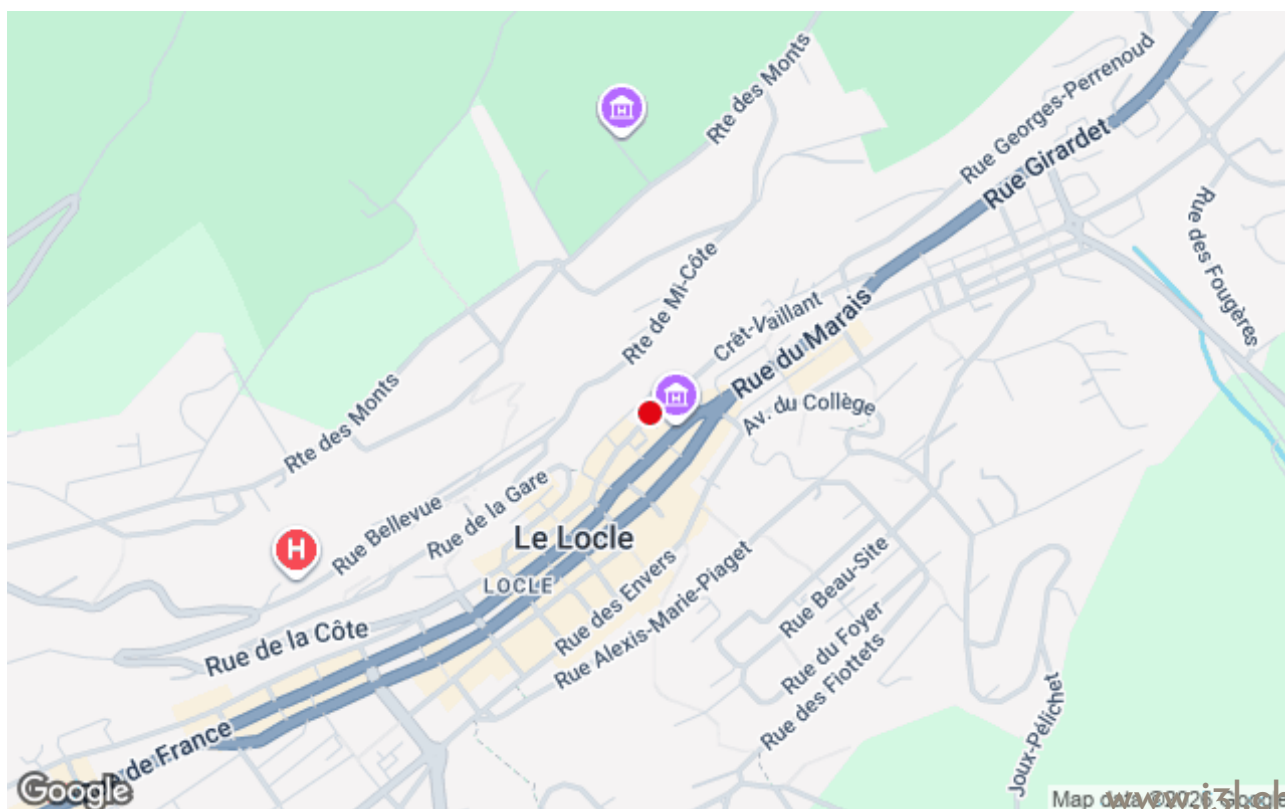 Rte des Monts
Rue Georges-Perrenoud
Rue Girardet
Rue des Fougères
Rte de Mi-Côte
Crêt-Vaillant
Rue du Marais
Av. du Collège
Rte des Monts
Rue Bellevue
Rue de la Gare
H
Le Locle
LOCLE
Rue des Envers
Rue Alexis-Marie-Piaget
Rue Beau-Site
Rue du Foyer
Rue des Fiottets
Rue de la Côte
de France
Joux-Pélichet
Google
Map data ©2026